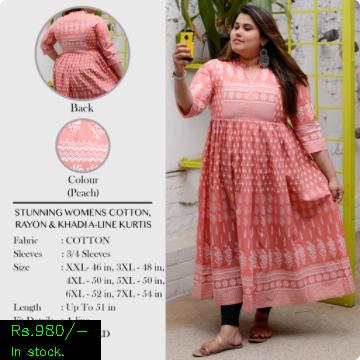 Back
Colour
(Peach)
STUNNING WOMENS COTTON,
RAYON & KHADI A-LINE KURTIS
Fabric : COTTON
Sleeves : 3/4 Sleeves
Size : XXL- 46 in, 3XL - 48 in,
4XL - 50 in, 5XL - 50 in,
6XL - 52 in, 7XL - 54 in
Length : Up To 51 in
Rs.980/-
In stock.